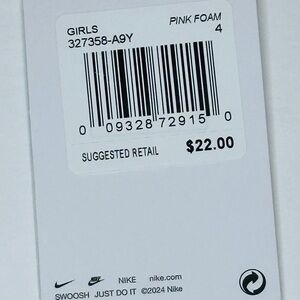 GIRLS PINK FOAM
327358-A9Y 4
0 09328 72915 0
SUGGESTED RETAIL $22.00
NIKE nike.com
SWOOSH JUST DO IT ©2024 Nike